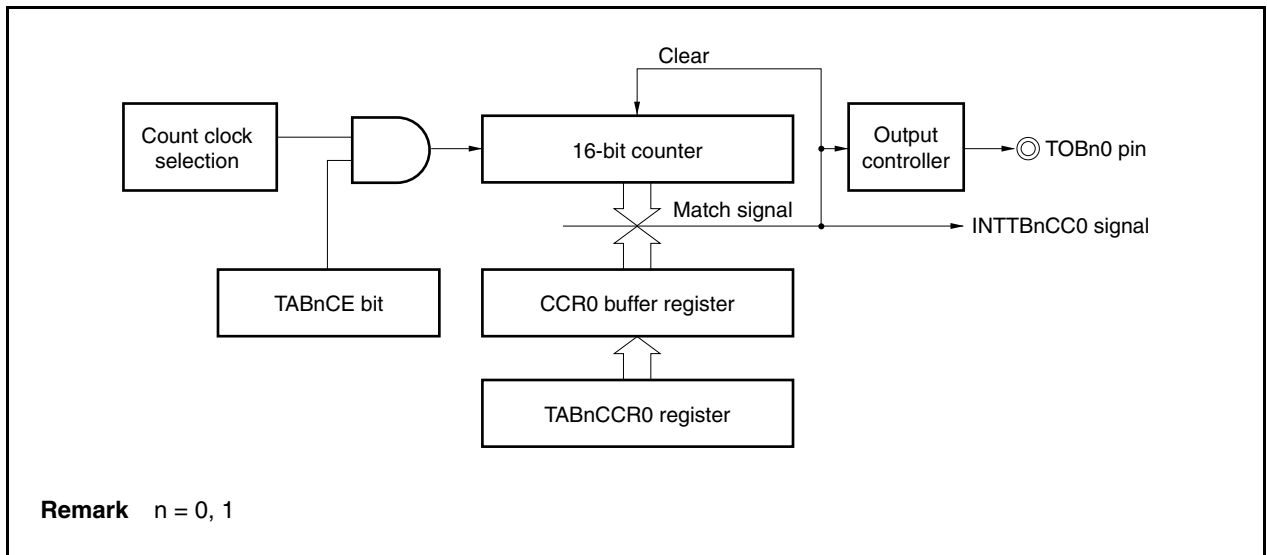 Clear
Count clock
selection
16-bit counter
Output
controller
TOBn0 pin
Match signal
INTTBnCC0 signal
TABnCE bit
CCR0 buffer register
TABnCCR0 register
Remark n = 0, 1